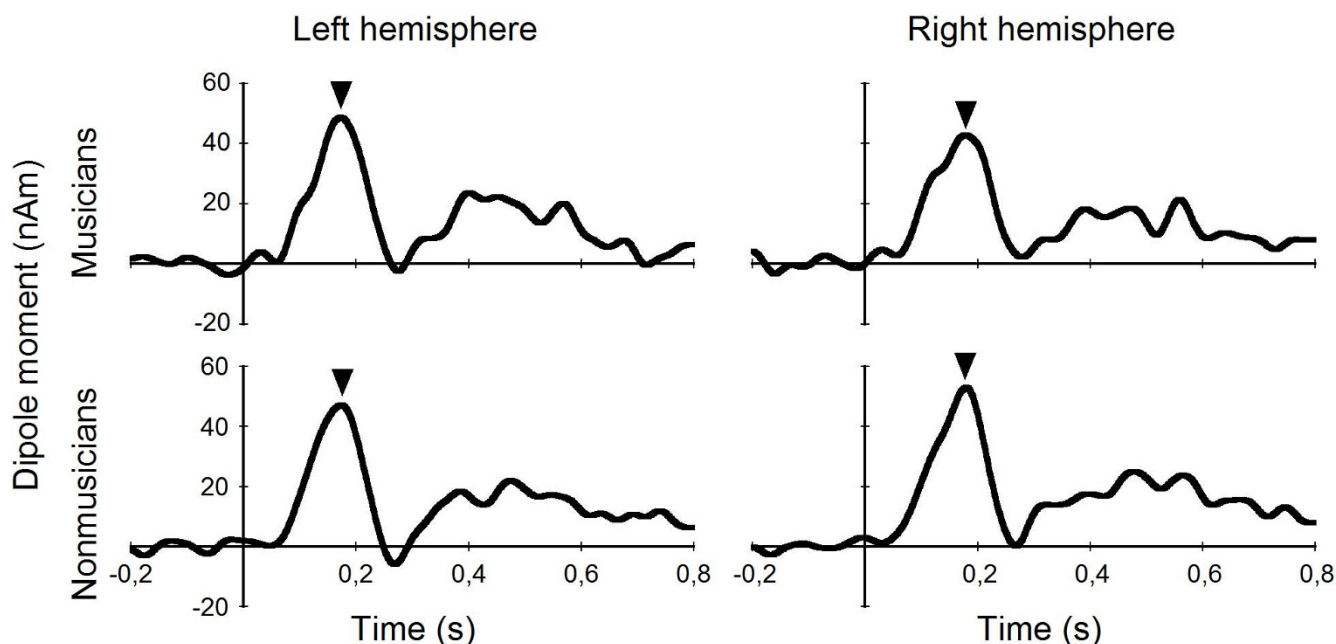 Left hemisphere
Right hemisphere
Dipole moment (nAm)
Musicians
60
40
20
-20
Nonmusicians
60
40
20
-20
-0,2 0,2 0,4 0,6 0,8
-0,2 0,2 0,4 0,6 0,8
Time (s)
Time (s)